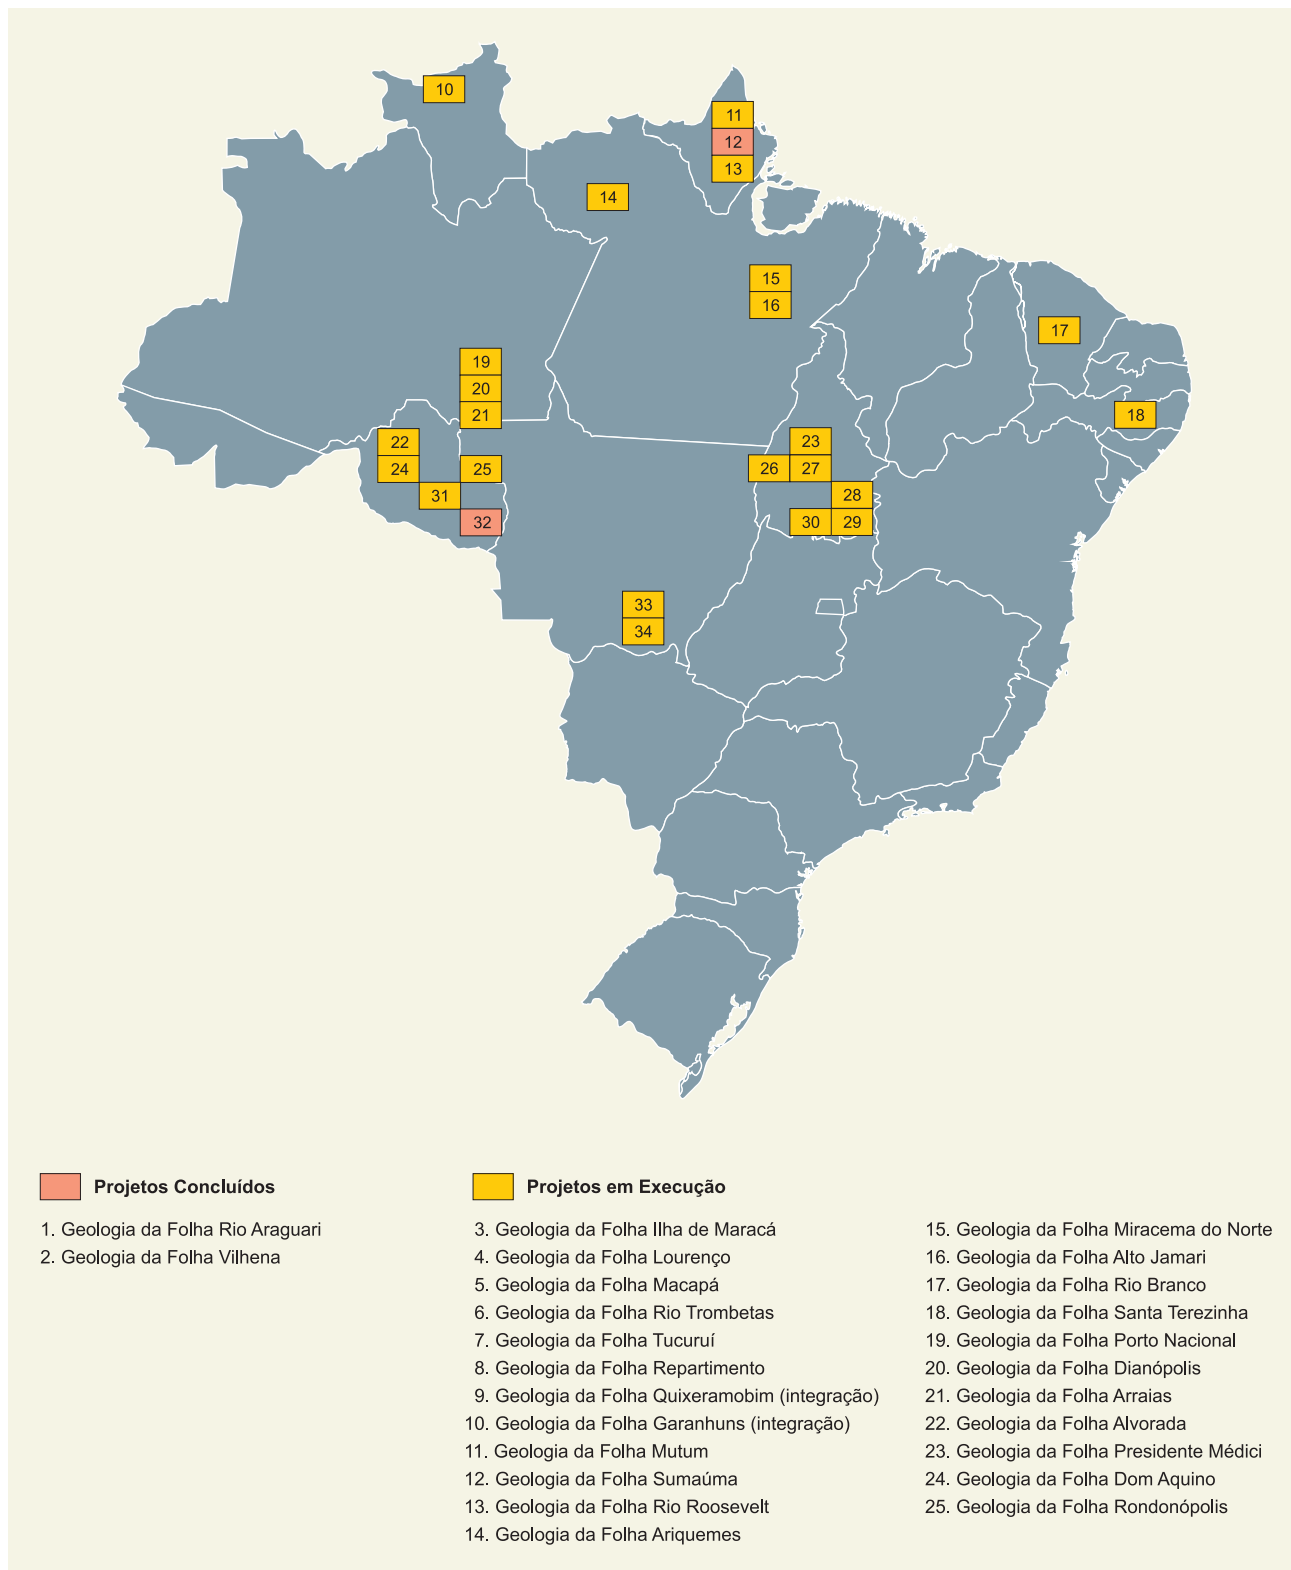 10
11
12
13
14
15
16
17
18
19
20
21
22
23
24
25
26
27
28
31
32
30
29
33
34
Projetos Concluídos
1. Geologia da Folha Rio Araguari
2. Geologia da Folha Vilhena
Projetos em Execução
3. Geologia da Folha Ilha de Maracá
4. Geologia da Folha Lourenço
5. Geologia da Folha Macapá
6. Geologia da Folha Rio Trombetas
7. Geologia da Folha Tucuruí
8. Geologia da Folha Repartimento
9. Geologia da Folha Quixeramobim (integração)
10. Geologia da Folha Garanhuns (integração)
11. Geologia da Folha Mutum
12. Geologia da Folha Sumaúma
13. Geologia da Folha Rio Roosevelt
14. Geologia da Folha Ariquemes
15. Geologia da Folha Miracema do Norte
16. Geologia da Folha Alto Jamari
17. Geologia da Folha Rio Branco
18. Geologia da Folha Santa Terezinha
19. Geologia da Folha Porto Nacional
20. Geologia da Folha Dianópolis
21. Geologia da Folha Arraias
22. Geologia da Folha Alvorada
23. Geologia da Folha Presidente Médici
24. Geologia da Folha Dom Aquino
25. Geologia da Folha Rondonópolis